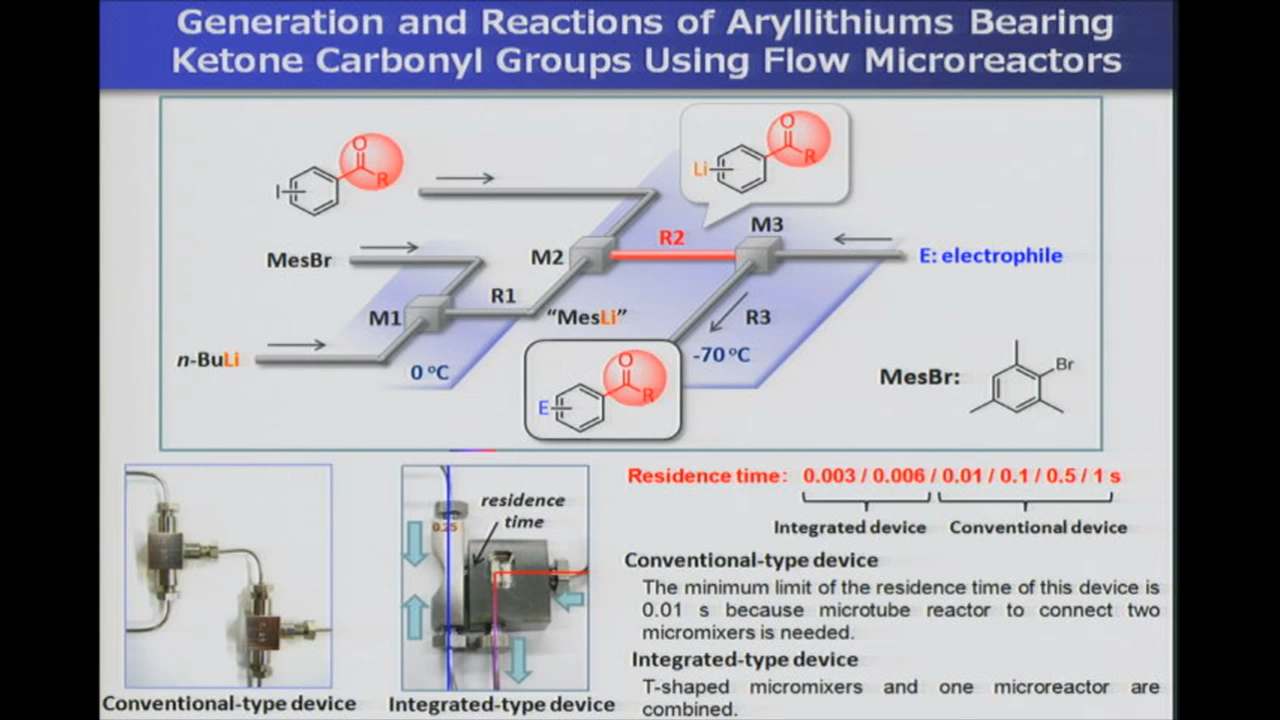 Generation and Reactions of Aryllithiums Bearing
Ketone Carbonyl Groups Using Flow Microreactors
O
R
I
O
R
Li
MesBr
M1
n-BuLi
R1
0 ºC
M2
"MesLi"
R2
M3
E: electrophile
R3
-70 ºC
O
R
E
MesBr:
Br
Residence time: 0.003 / 0.006 / 0.01 / 0.1 / 0.5 / 1 s
Integrated device
Conventional device
residence
time
0.25
Conventional-type device
The minimum limit of the residence time of this device is
0.01 s because microtube reactor to connect two
micromixers is needed.
Integrated-type device
T-shaped micromixers and one microreactor are
combined.
Conventional-type device
Integrated-type device